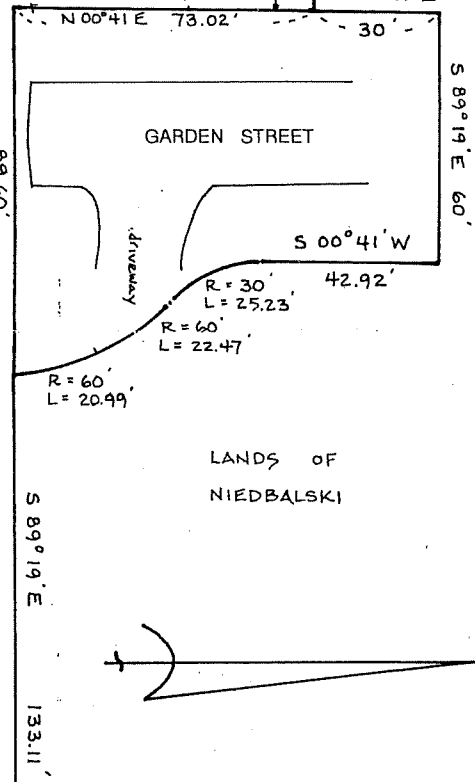 N 00°41 E 73.02'
30'
S 89°19'E 60'
GARDEN STREET
driveway
S 00°41'W
42.92'
R = 30'
L = 25.23'
R = 60'
L = 22.47'
R = 60'
L = 20.99'
LANDS OF
NIEDBALSKI
S 89°19'E 133.11'